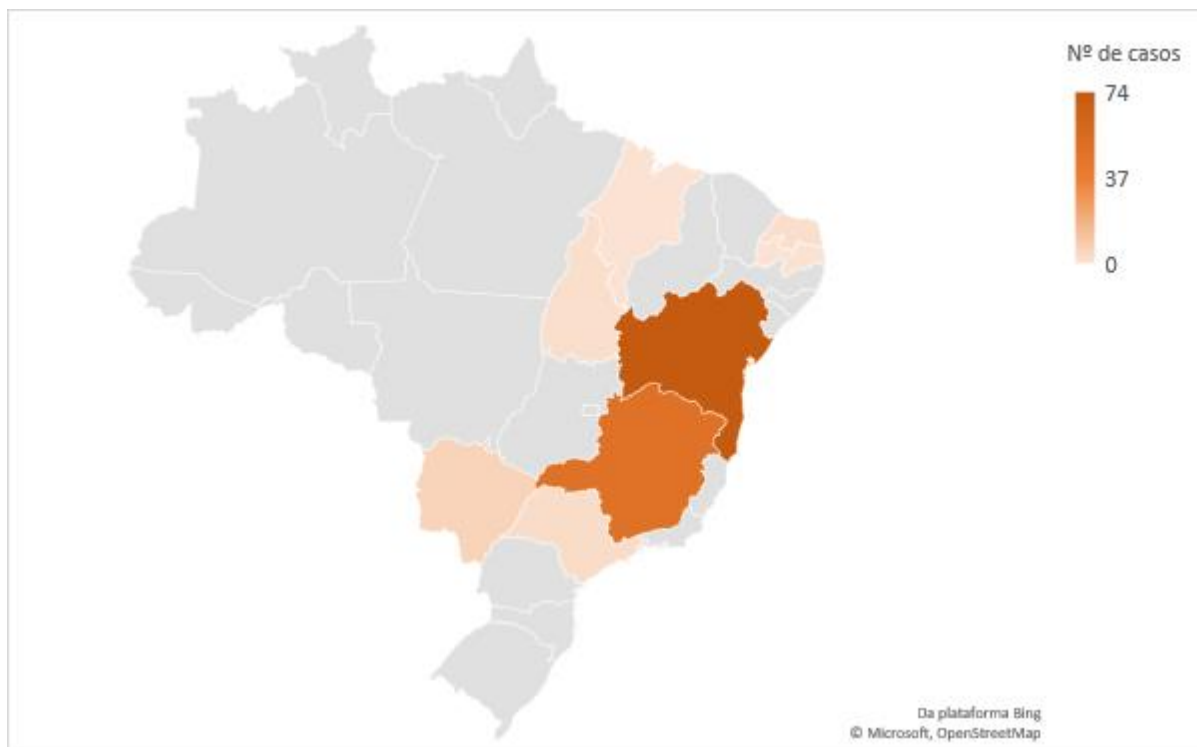 Nº de casos
74
37
0
Da plataforma Bing
© Microsoft, OpenStreetMap